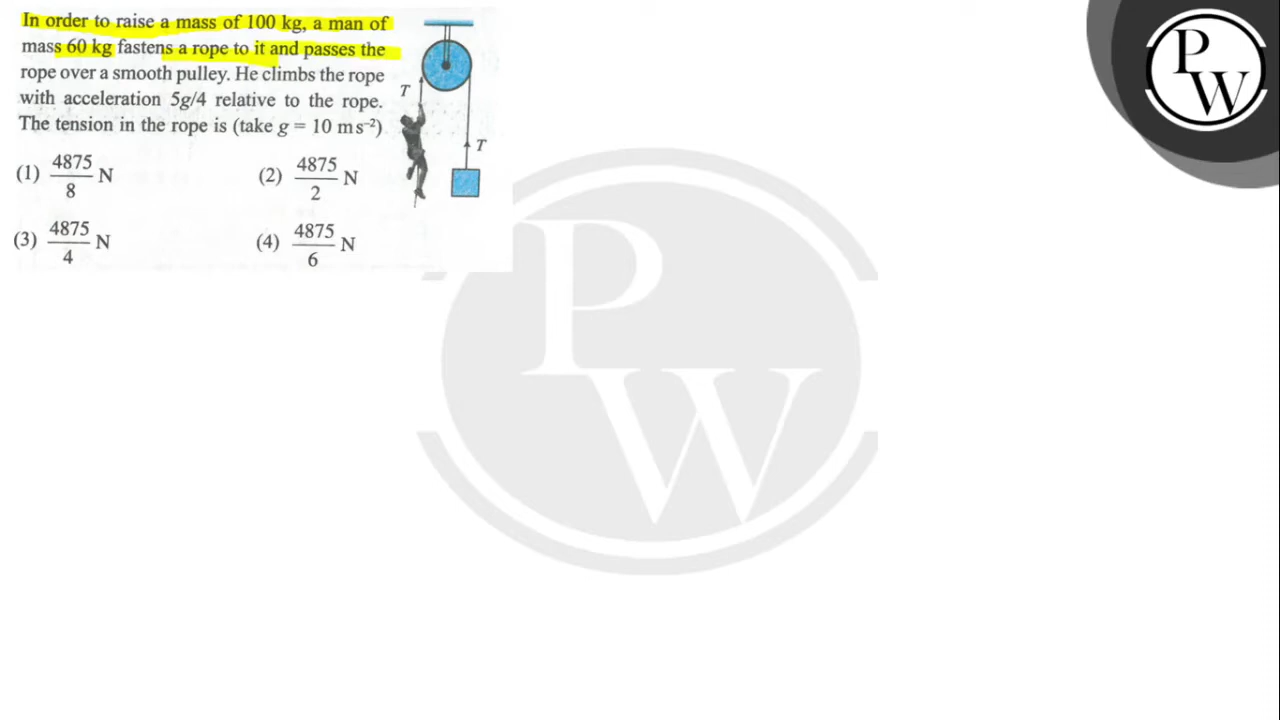 In order to raise a mass of 100 kg, a man of
mass 60 kg fastens a rope to it and passes the
rope over a smooth pulley. He climbs the rope
with acceleration 5g/4 relative to the rope.
The tension in the rope is (take g = 10 m s⁻²)
T
T
(1) 4875/8 N
(2) 4875/2 N
(3) 4875/4 N
(4) 4875/6 N
P
W
P
W